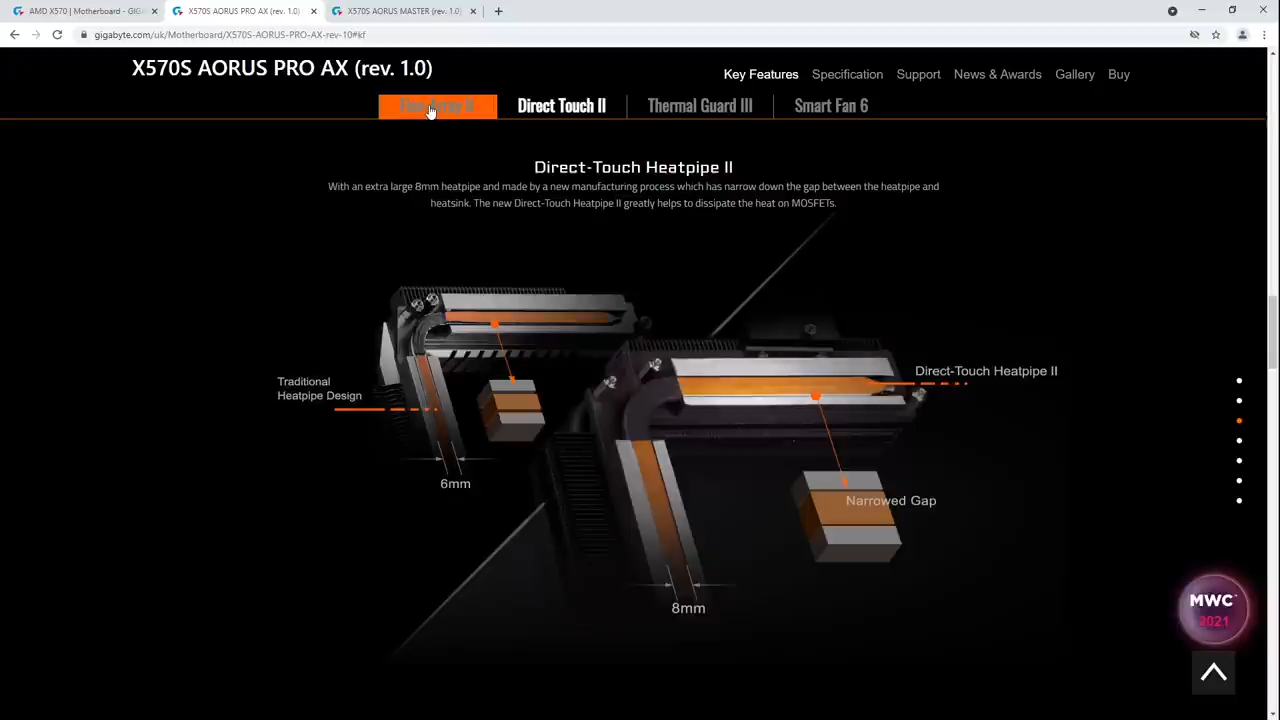 AMD X570 | Motherboard - GIGA
X570S AORUS PRO AX (rev. 1.0)
X570S AORUS MASTER (rev. 1.0)
gigabyte.com/uk/Motherboard/X570S-AORUS-PRO-AX-rev-10#kf
X570S AORUS PRO AX (rev. 1.0)
Key Features
Specification
Support
News & Awards
Gallery
Buy
Direct Touch II
Thermal Guard III
Smart Fan 6
Direct-Touch Heatpipe II
With an extra large 8mm heatpipe and made by a new manufacturing process which has narrow down the gap between the heatpipe and
heatsink. The new Direct-Touch Heatpipe II greatly helps to dissipate the heat on MOSFETs.
Traditional
Heatpipe Design
6mm
Direct-Touch Heatpipe II
Narrowed Gap
8mm
MWC
2021